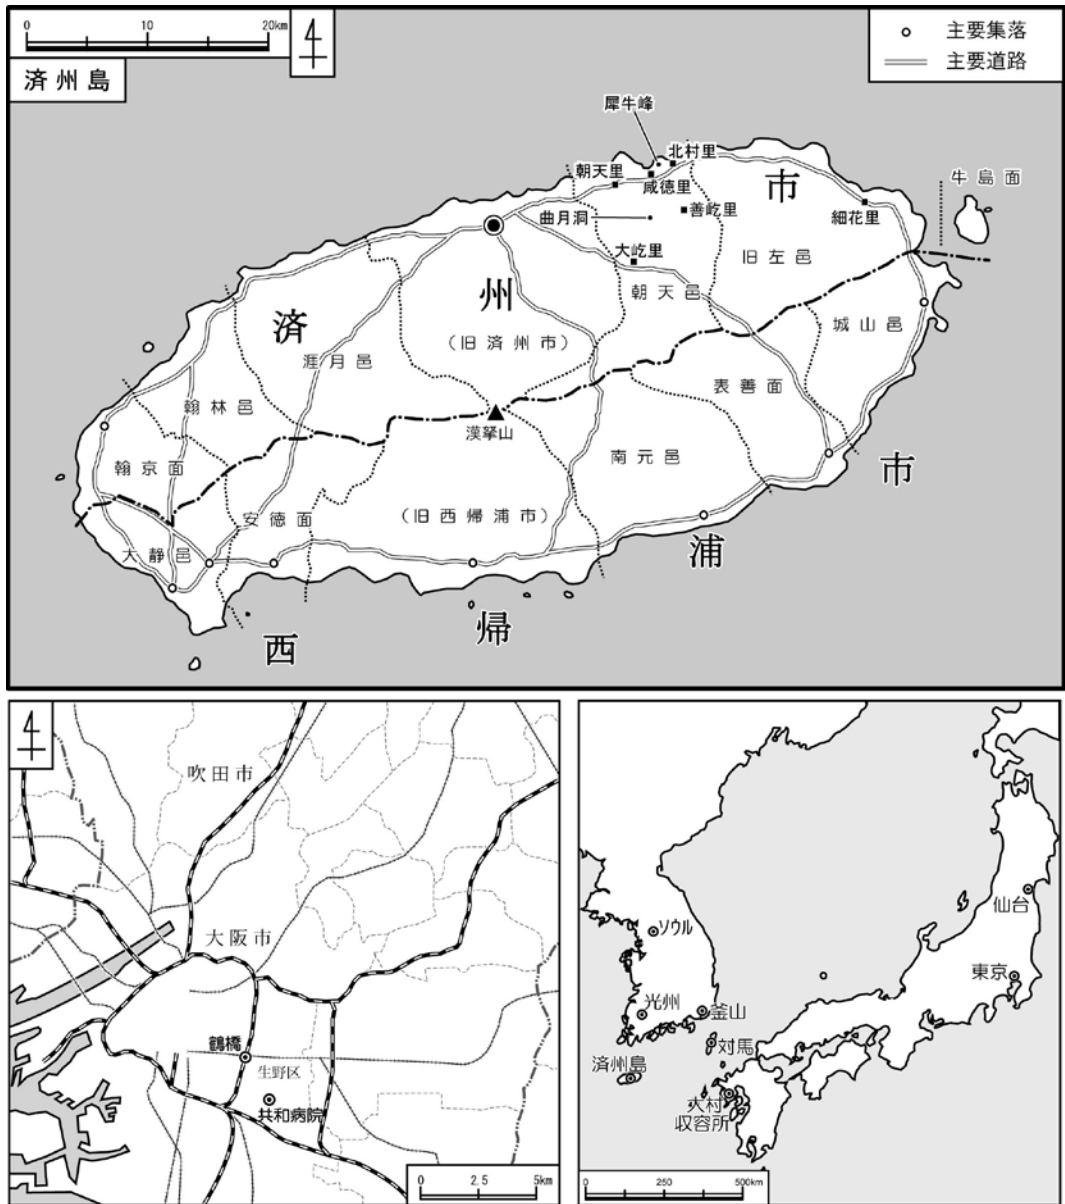 0 10 20km
済州島
主要集落
主要道路
犀牛峰
北村里
朝天里
咸徳里
市
牛島面
善屹里
細花里
曲月洞
大屹里
旧左邑
朝天邑
州
済
城山邑
(旧済州市)
涯月邑
表善面
翰林邑
漢拏山
南元邑
市
翰京面
(旧西帰浦市)
安徳面
大静邑
浦
帰
西
吹田市
大阪市
鶴橋
生野区
共和病院
0 2.5 5km
仙台
ソウル
東京
光州
釜山
対馬
済州島
大村
収容所
0 250 500km